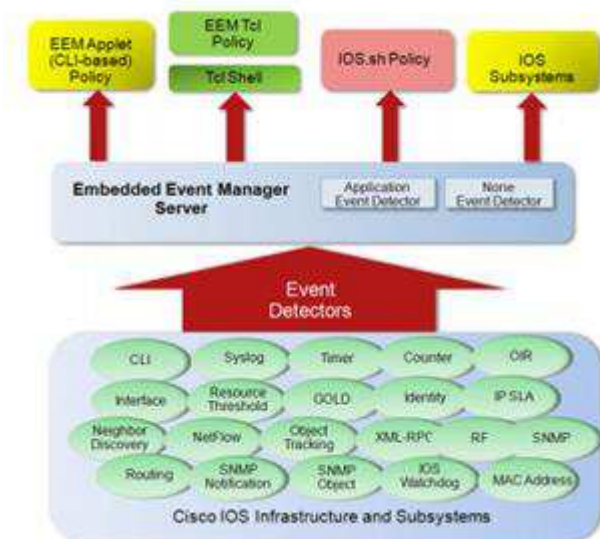 EEM Applet
(CLI-based)
Policy
EEM Tcl
Policy
Tcl Shell
IOS.sh Policy
IOS
Subsystems
Embedded Event Manager
Server
Application
Event Detector
None
Event Detector
Event
Detectors
CLI
Syslog
Timer
Counter
OIR
Interface
Resource
Threshold
GOLD
Identity
IP SLA
Neighbor
Discovery
NetFlow
Object
Tracking
XML-RPC
RF
SNMP
Routing
SNMP
Notification
SNMP
Object
IOS
Watchdog
MAC Address
Cisco IOS Infrastructure and Subsystems